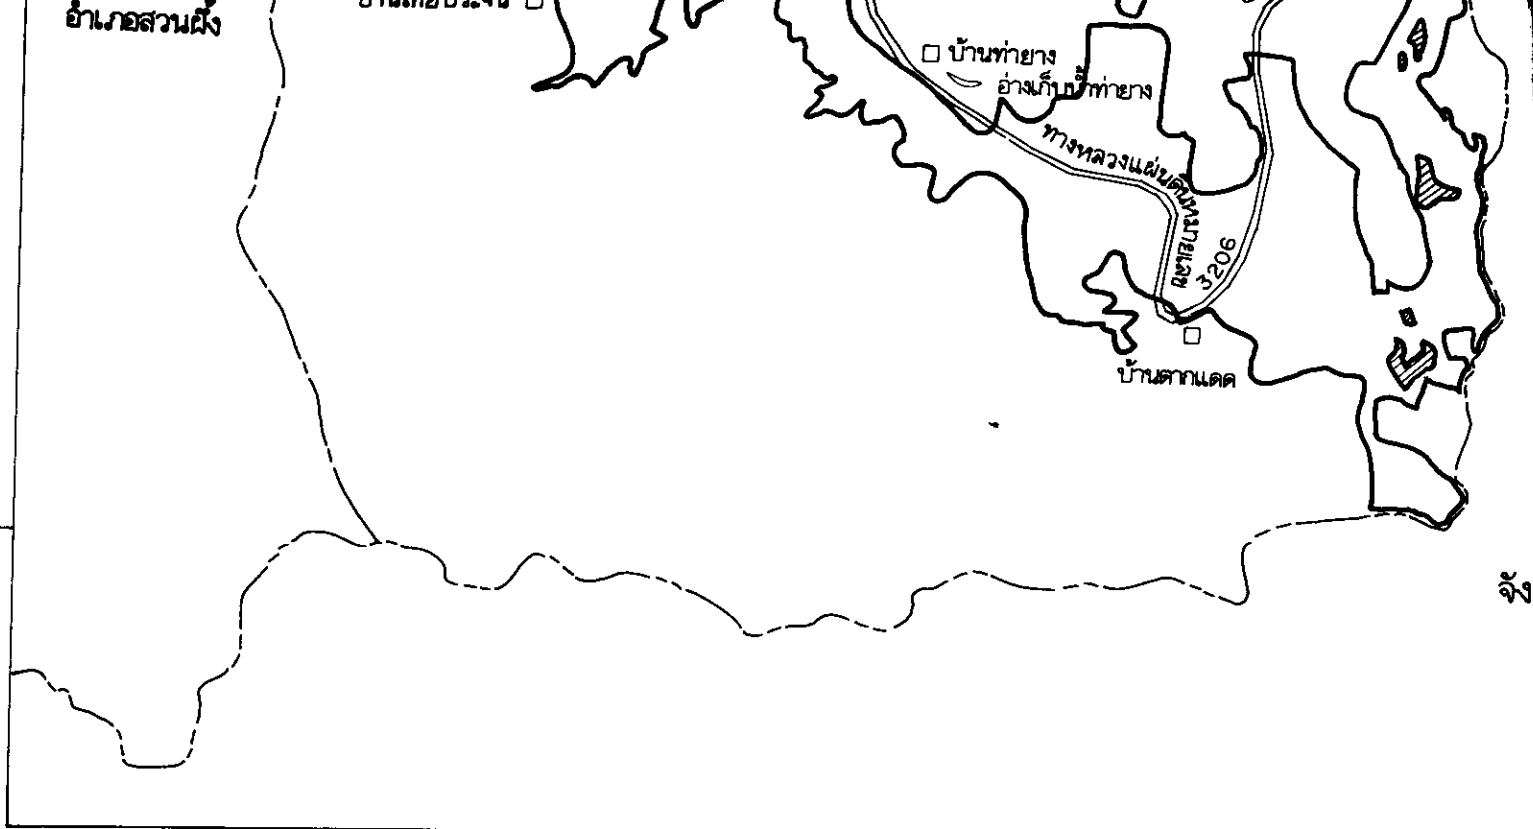 อำเภอสวนผึ้ง
บ้านท่ายาง
อ่างเก็บน้ำท่ายาง
ทางหลวงแผ่นดินหมายเลข
3206
บ้านตากแดด